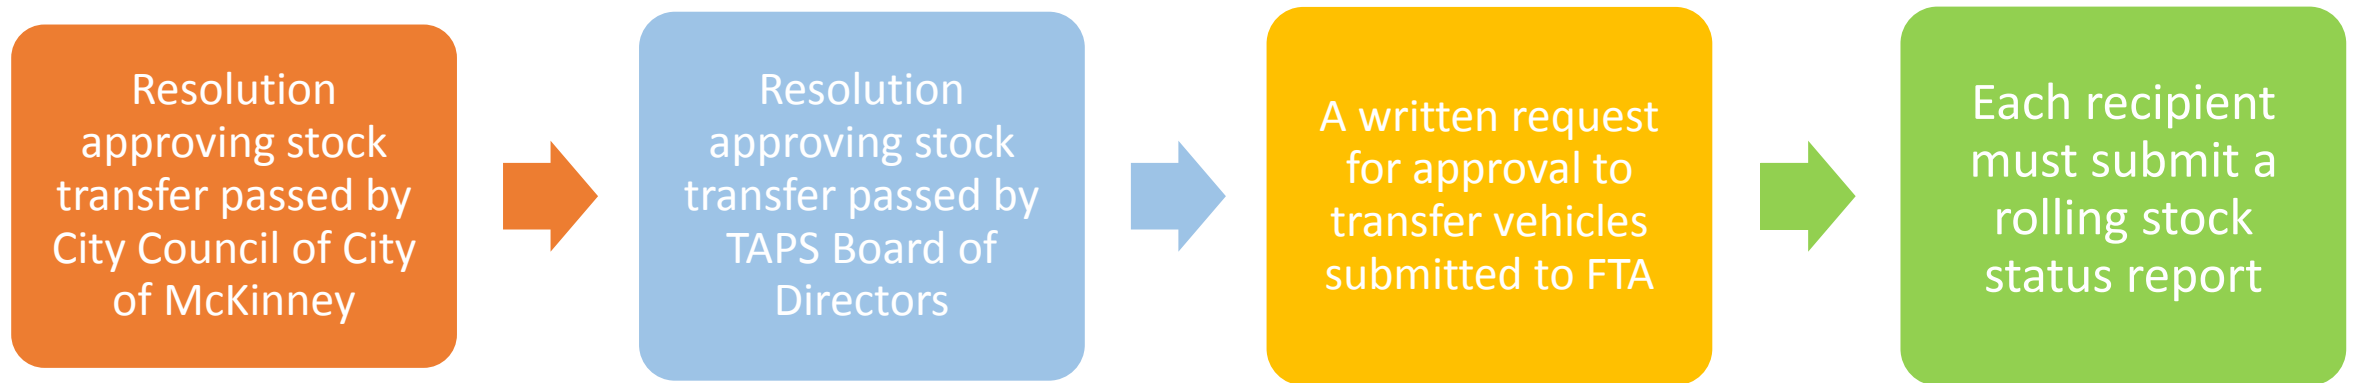 Resolution
approving stock
transfer passed by
City Council of City
of McKinney
Resolution
approving stock
transfer passed by
TAPS Board of
Directors
A written request
for approval to
transfer vehicles
submitted to FTA
Each recipient
must submit a
rolling stock
status report